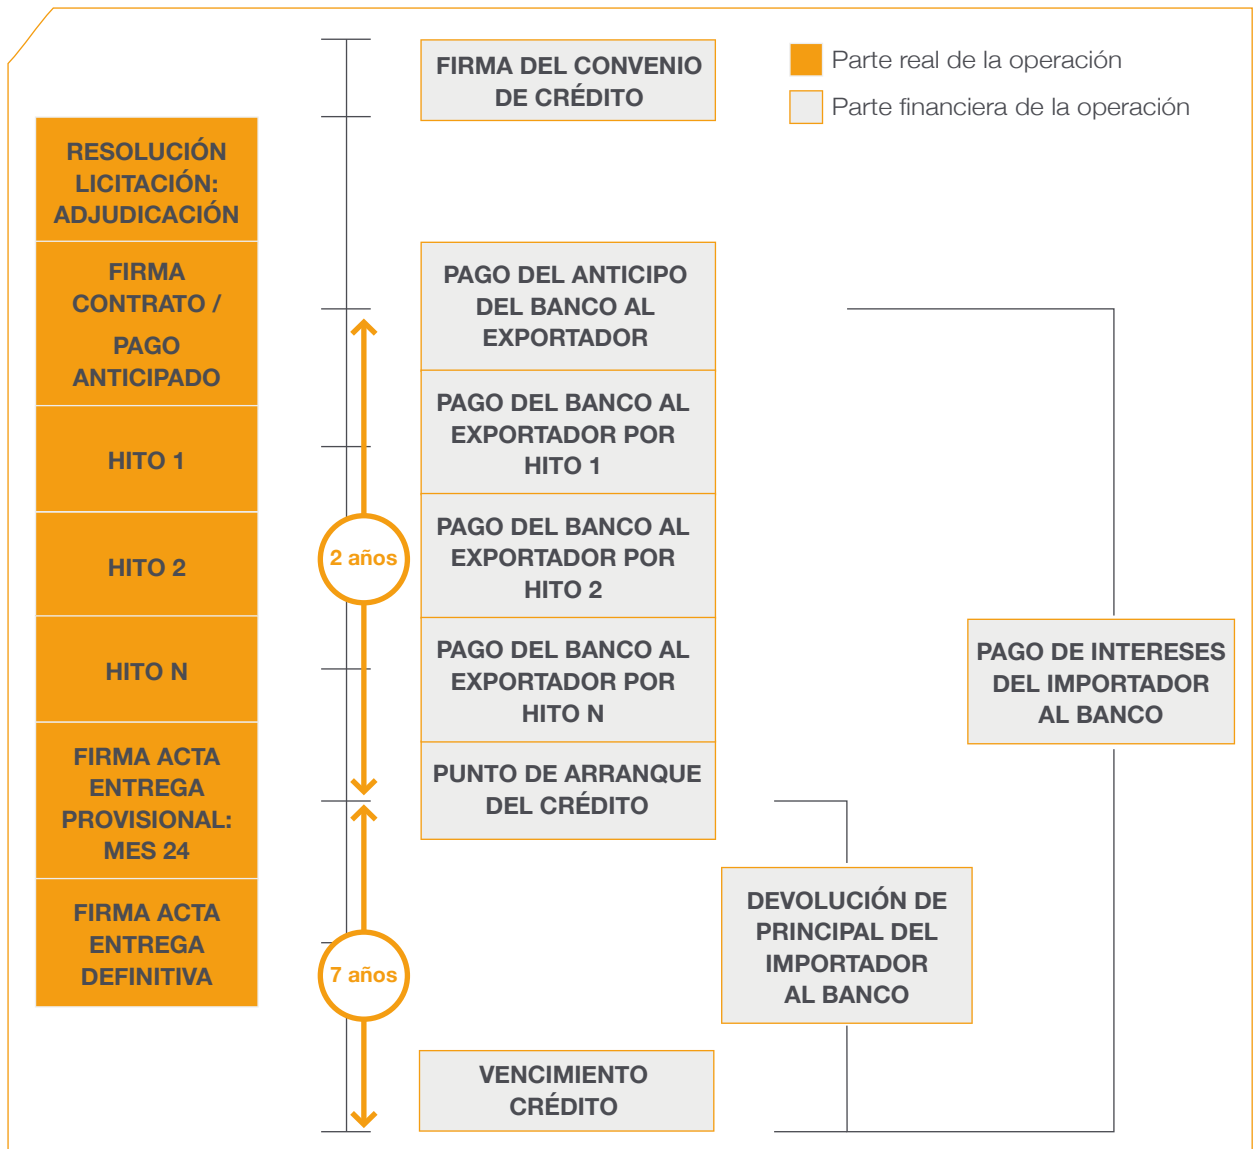 FIRMA DEL CONVENIO
DE CRÉDITO
Parte real de la operación
Parte financiera de la operación
RESOLUCIÓN
LICITACIÓN:
ADJUDICACIÓN
FIRMA
CONTRATO /
PAGO
ANTICIPADO
HITO 1
HITO 2
HITO N
FIRMA ACTA
ENTREGA
PROVISIONAL:
MES 24
FIRMA ACTA
ENTREGA
DEFINITIVA
2 años
7 años
PAGO DEL ANTICIPO
DEL BANCO AL
EXPORTADOR
PAGO DEL BANCO AL
EXPORTADOR POR
HITO 1
PAGO DEL BANCO AL
EXPORTADOR POR
HITO 2
PAGO DEL BANCO AL
EXPORTADOR POR
HITO N
PUNTO DE ARRANQUE
DEL CRÉDITO
VENCIMIENTO
CRÉDITO
DEVOLUCIÓN DE
PRINCIPAL DEL
IMPORTADOR
AL BANCO
PAGO DE INTERESES
DEL IMPORTADOR
AL BANCO